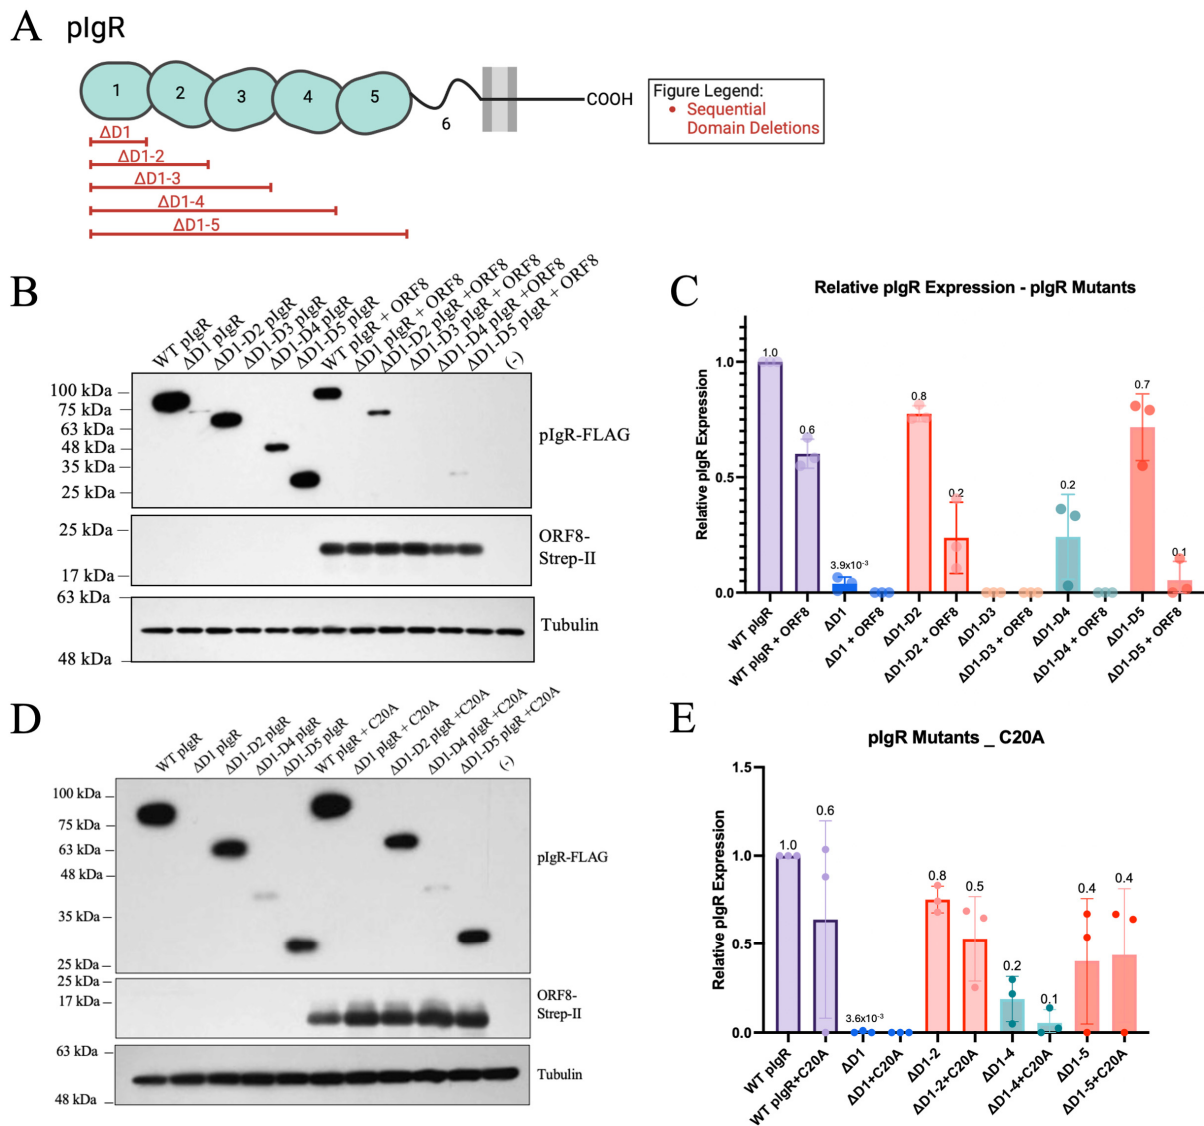 A pIgR
1 2 3 4 5 6 COOH
Figure Legend:
• Sequential
Domain Deletions
ΔD1
ΔD1-2
ΔD1-3
ΔD1-4
ΔD1-5
B
WT pIgR
ΔD1 pIgR
ΔD1-D2 pIgR
ΔD1-D3 pIgR
ΔD1-D4 pIgR
ΔD1-D5 pIgR
WT pIgR + ORF8
ΔD1 pIgR + ORF8
ΔD1-D2 pIgR +ORF8
ΔD1-D3 pIgR + ORF8
ΔD1-D4 pIgR +ORF8
ΔD1-D5 pIgR + ORF8
(-)
100 kDa
75 kDa
63 kDa
48 kDa
35 kDa
25 kDa
pIgR-FLAG
25 kDa
17 kDa
ORF8-
Strep-II
63 kDa
48 kDa
Tubulin
C
Relative pIgR Expression - pIgR Mutants
Relative pIgR Expression
1.0
0.5
0.0
1.0
0.6
3.9x10⁻³
0.8
0.2
0.2
0.7
0.1
WT pIgR
WT pIgR + ORF8
ΔD1
ΔD1 + ORF8
ΔD1-D2
ΔD1-D2 + ORF8
ΔD1-D3
ΔD1-D3 + ORF8
ΔD1-D4
ΔD1-D4 + ORF8
ΔD1-D5
ΔD1-D5 + ORF8
D
WT pIgR
ΔD1 pIgR
ΔD1-D2 pIgR
ΔD1-D4 pIgR
ΔD1-D5 pIgR
WT pIgR + C20A
ΔD1 pIgR + C20A
ΔD1-D2 pIgR +C20A
ΔD1-D4 pIgR +C20A
ΔD1-D5 pIgR +C20A
(-)
100 kDa
75 kDa
63 kDa
48 kDa
35 kDa
25 kDa
pIgR-FLAG
25 kDa
17 kDa
ORF8-
Strep-II
63 kDa
48 kDa
Tubulin
E
pIgR Mutants _ C20A
Relative pIgR Expression
1.5
1.0
0.5
0.0
1.0
0.6
3.6x10⁻³
0.8
0.5
0.2
0.1
0.4
0.4
WT pIgR
WT pIgR+C20A
ΔD1
ΔD1+C20A
ΔD1-2
ΔD1-2+C20A
ΔD1-4
ΔD1-4+C20A
ΔD1-5
ΔD1-5+C20A